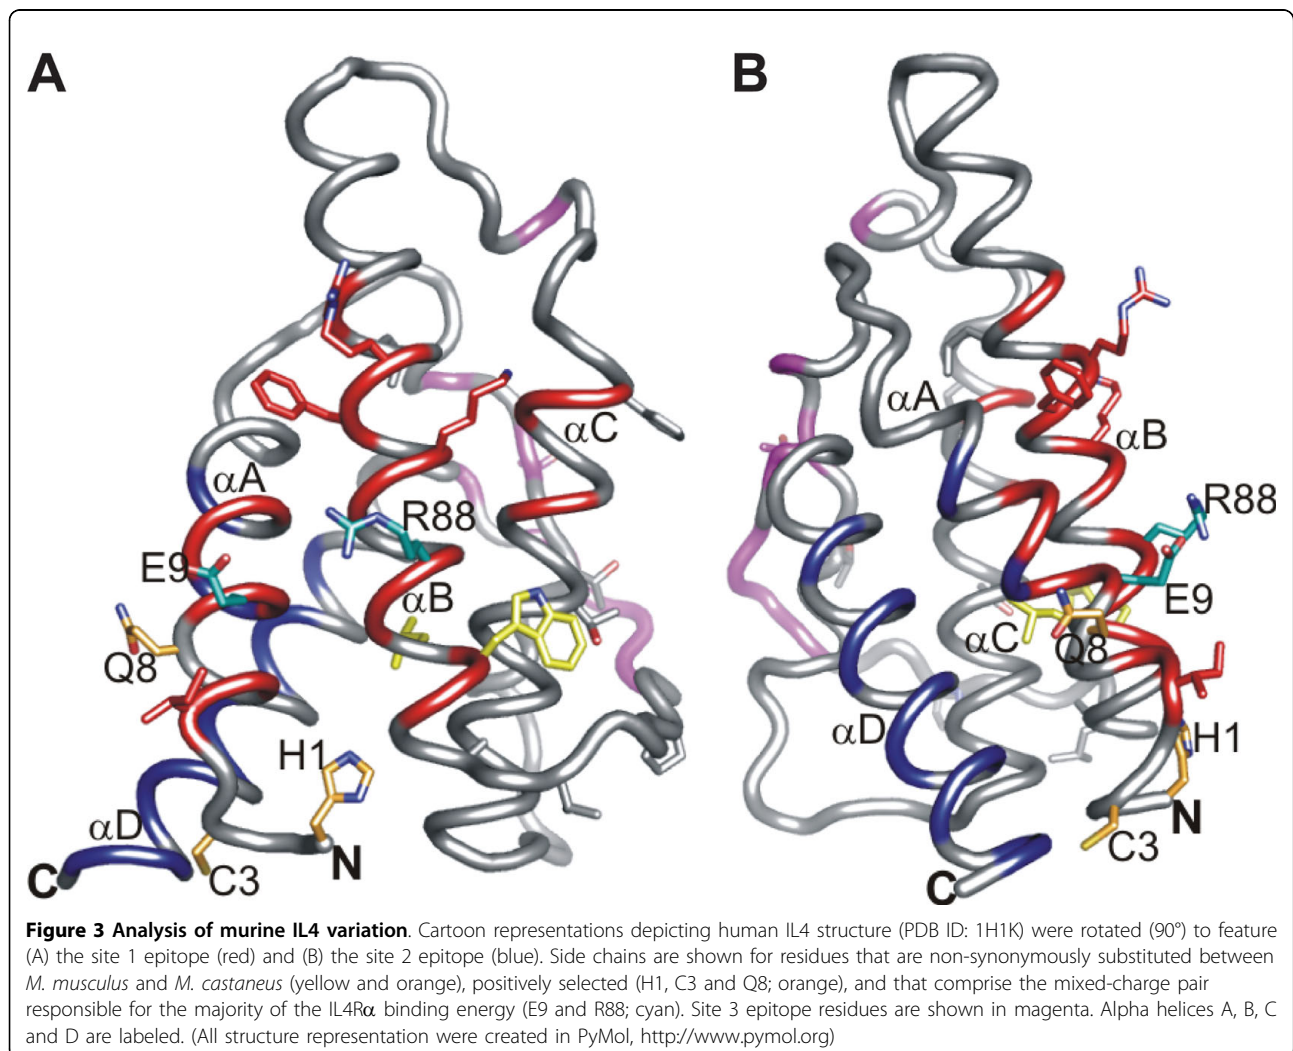 A
B
αA
αC
αA
αB
R88
R88
E9
E9
αB
αC
Q8
Q8
H1
H1
αD
αD
N
N
C3
C3
C
C
Figure 3 Analysis of murine IL4 variation. Cartoon representations depicting human IL4 structure (PDB ID: 1H1K) were rotated (90°) to feature
(A) the site 1 epitope (red) and (B) the site 2 epitope (blue). Side chains are shown for residues that are non-synonymously substituted between
M. musculus and M. castaneus (yellow and orange), positively selected (H1, C3 and Q8; orange), and that comprise the mixed-charge pair
responsible for the majority of the IL4Rα binding energy (E9 and R88; cyan). Site 3 epitope residues are shown in magenta. Alpha helices A, B, C
and D are labeled. (All structure representation were created in PyMol, http://www.pymol.org)